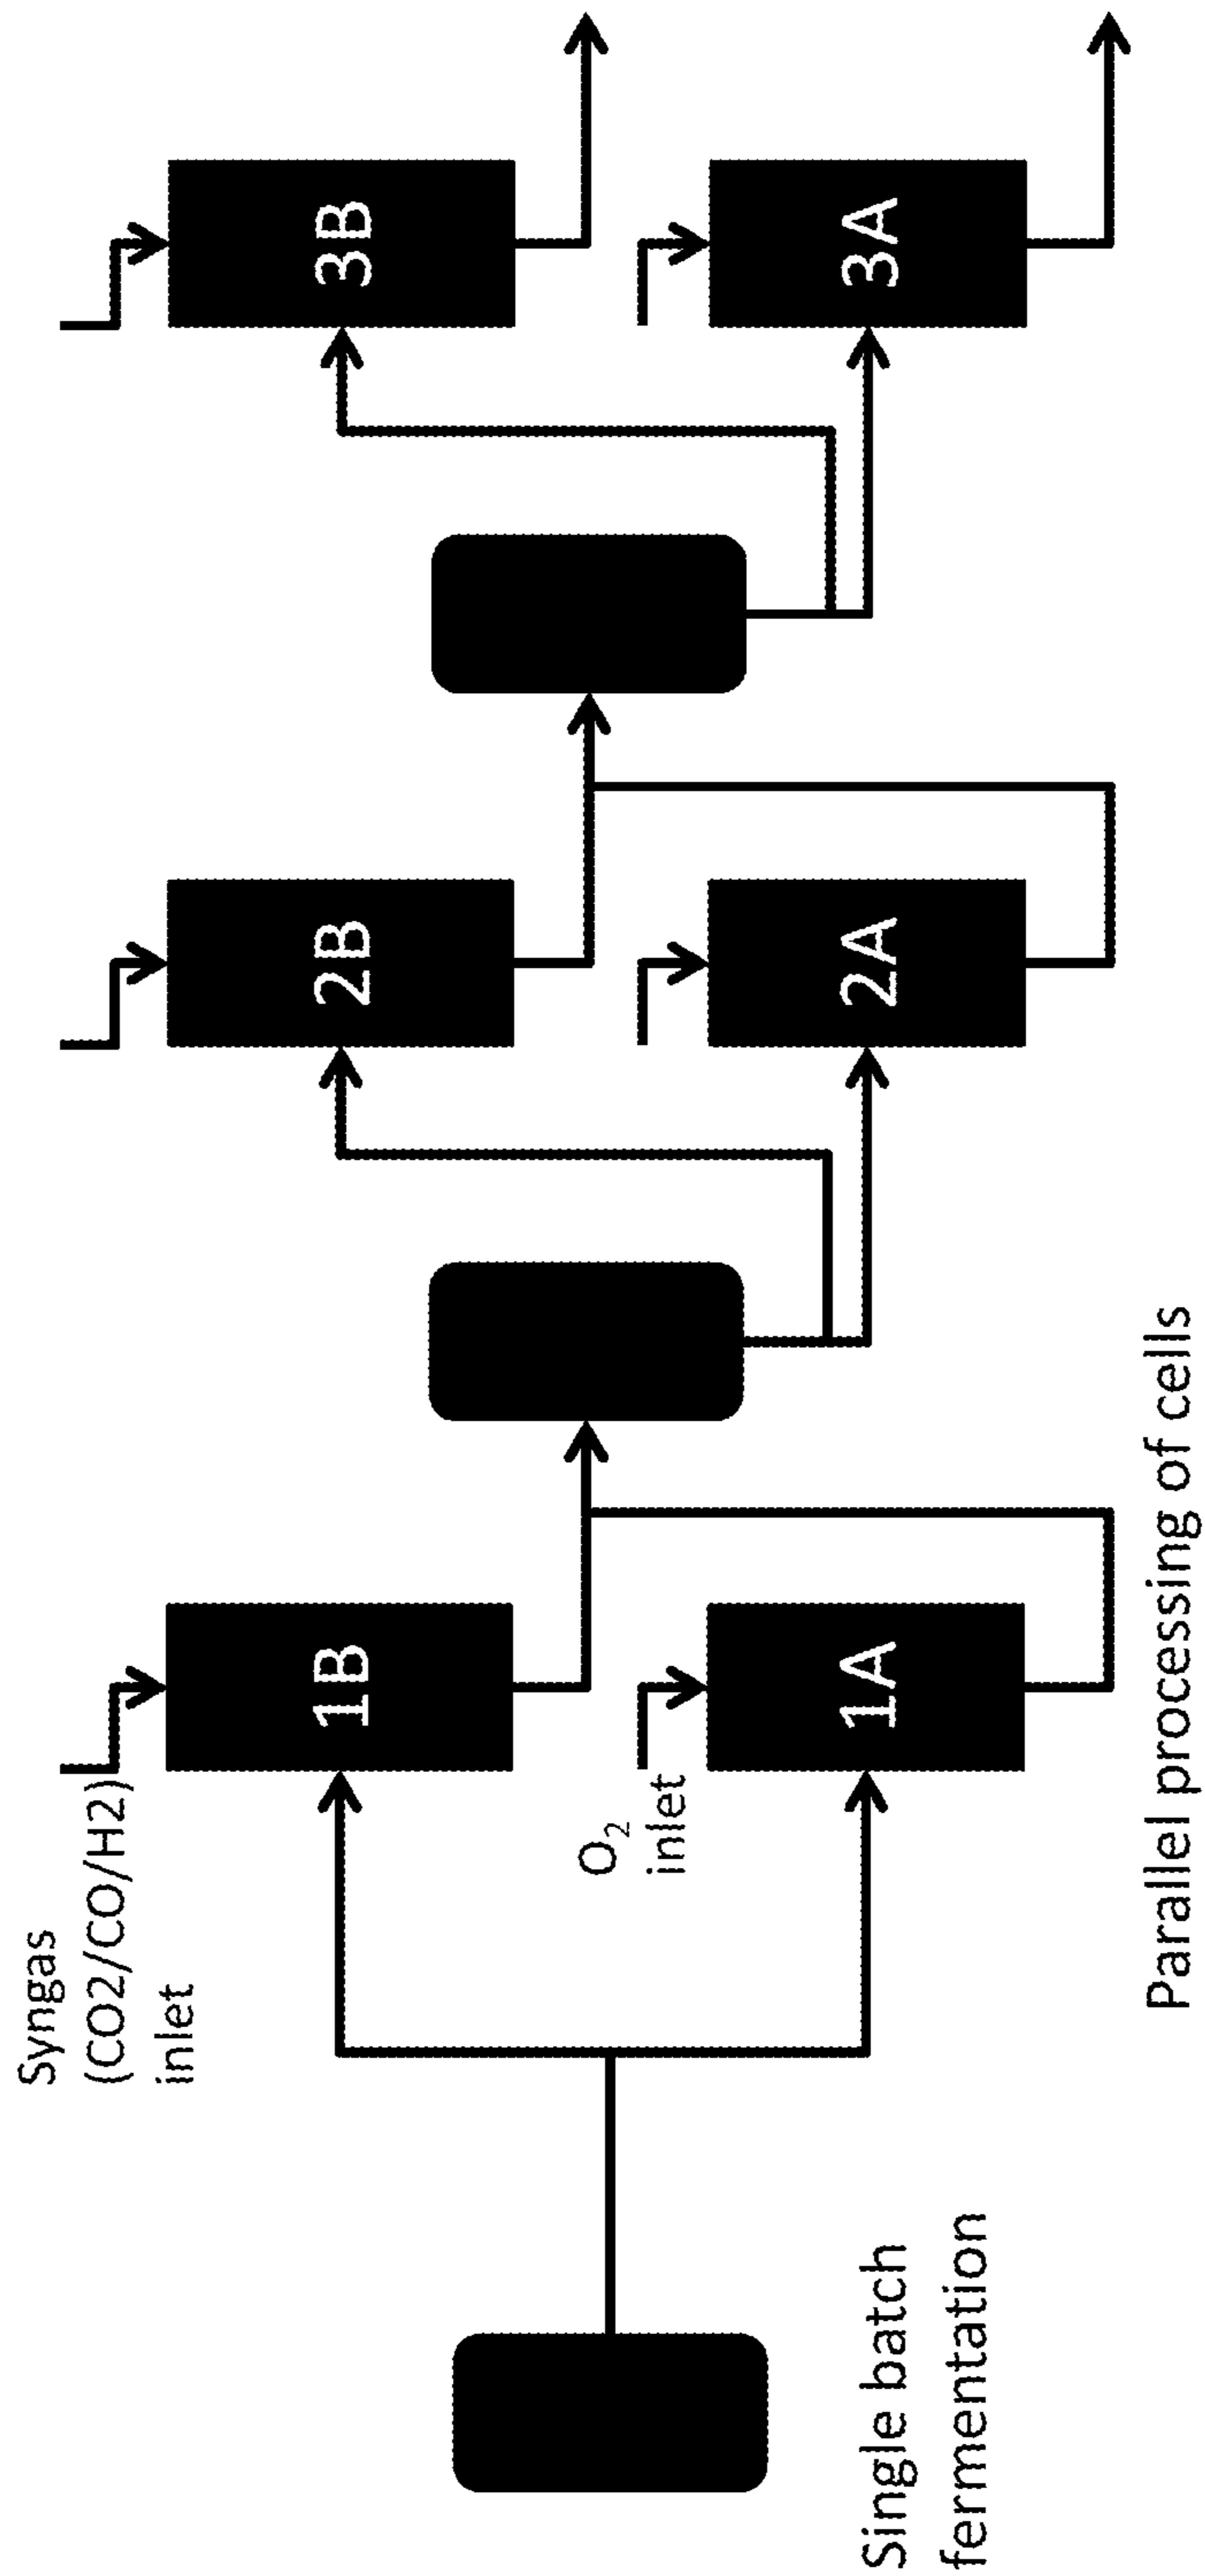 Syngas
(CO2/CO/H2)
inlet
1B
2B
3B
O₂
inlet
1A
2A
3A
Single batch
fermentation
Parallel processing of cells